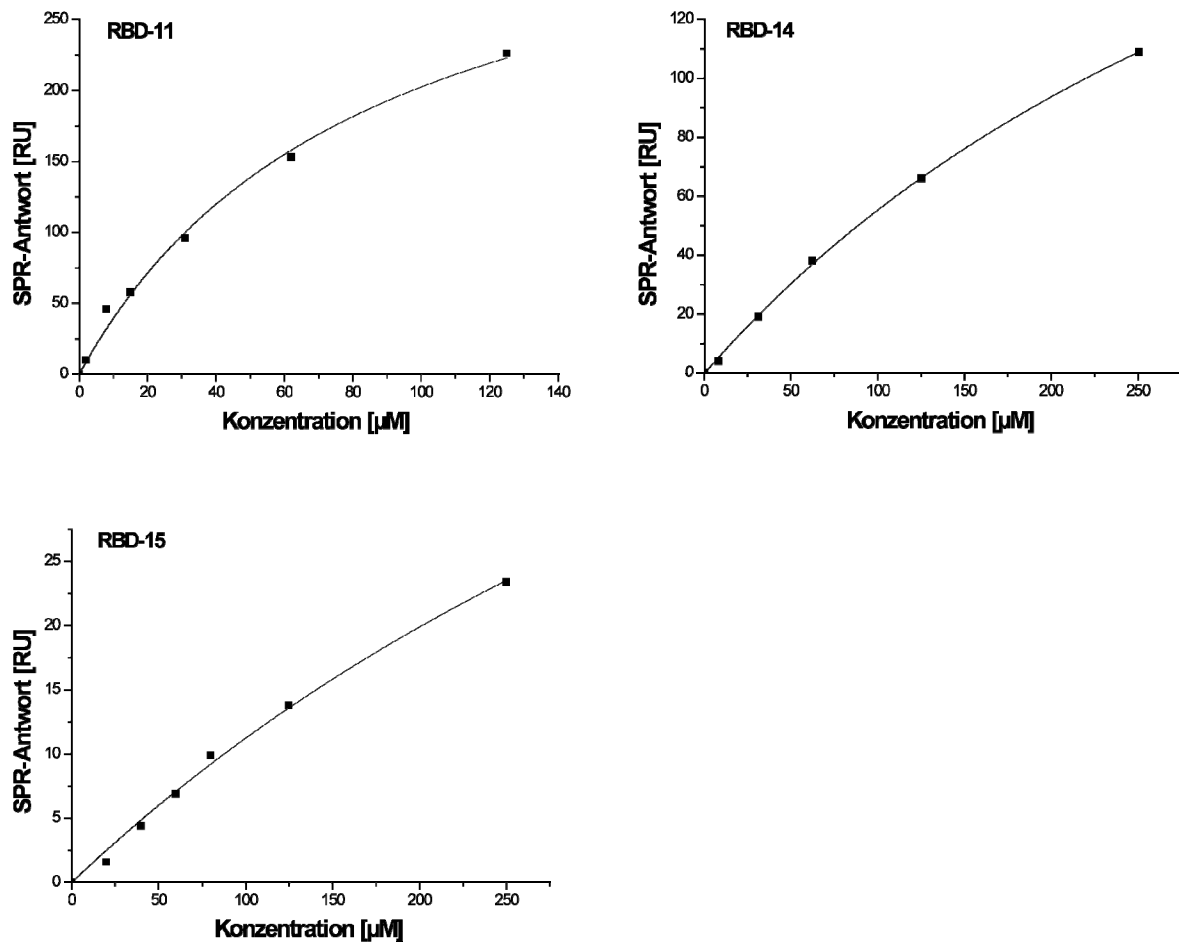 RBD-11
250
200
150
100
50
0
SPR-Antwort [RU]
0 20 40 60 80 100 120 140
Konzentration [µM]
RBD-14
120
100
80
60
40
20
0
SPR-Antwort [RU]
0 50 100 150 200 250
Konzentration [µM]
RBD-15
25
20
15
10
5
0
SPR-Antwort [RU]
0 50 100 150 200 250
Konzentration [µM]